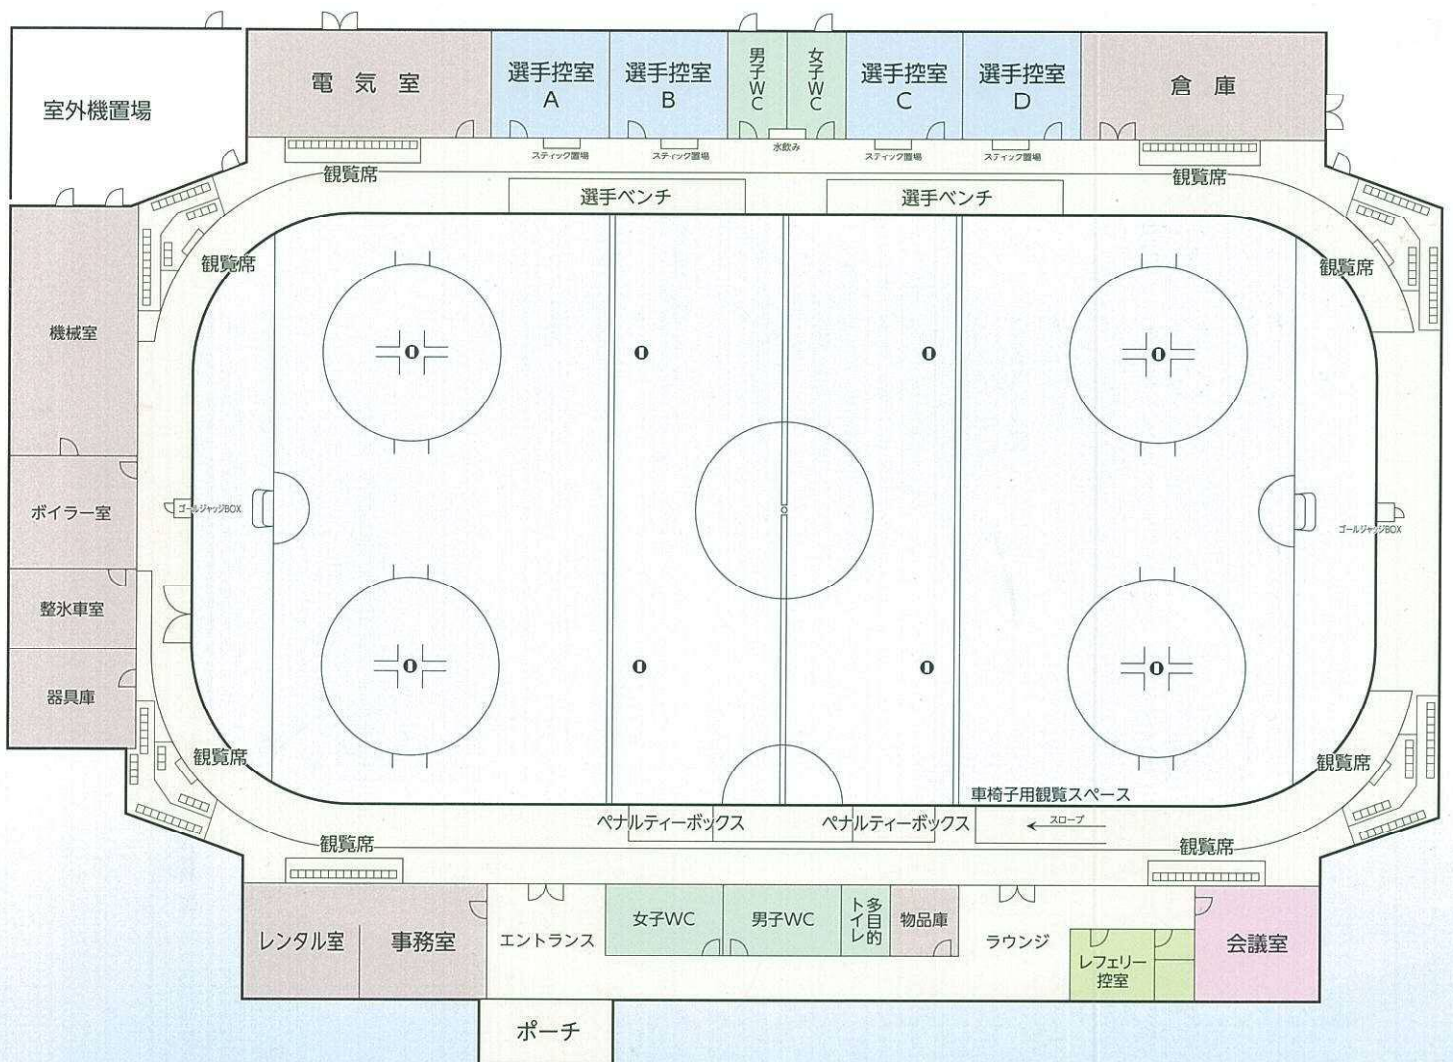 電気室
選手控室
A
選手控室
B
男子WC
女子WC
選手控室
C
選手控室
D
倉庫
室外機置場
スティック置場
スティック置場
水飲み
スティック置場
スティック置場
観覧席
観覧席
選手ベンチ
選手ベンチ
観覧席
観覧席
機械室
ボイラー室
ゴールジャッジBOX
ゴールジャッジBOX
整氷車室
器具庫
観覧席
観覧席
車椅子用観覧スペース
ペナルティーボックス
ペナルティーボックス
スロープ
観覧席
観覧席
レンタル室
事務室
エントランス
女子WC
男子WC
多目的
トイレ
物品庫
ラウンジ
レフェリー
控室
会議室
ポーチ